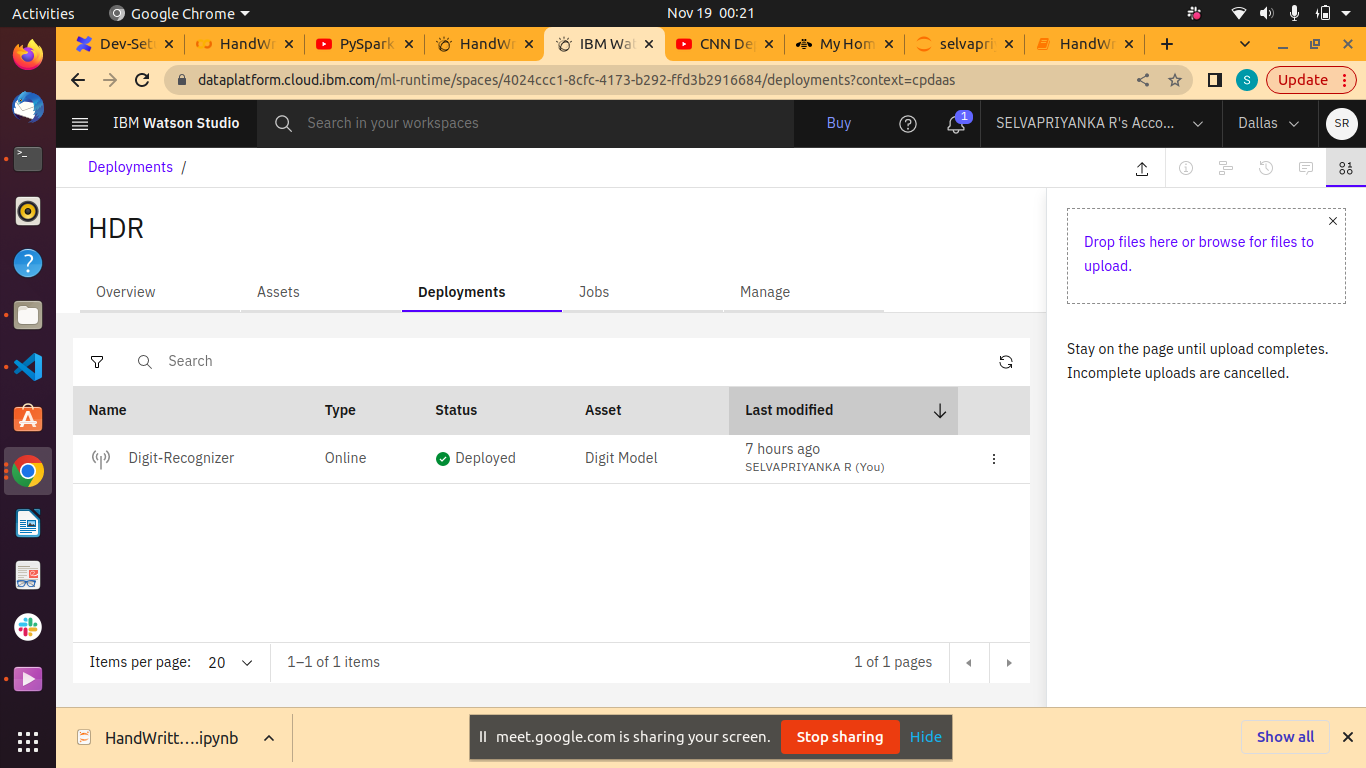 Activities Google Chrome Nov 19 00:21
Dev-Set HandWr PySpark HandWr IBM Wat CNN De My Hom selvapri HandWr
dataplatform.cloud.ibm.com/ml-runtime/spaces/4024ccc1-8cfc-4173-b292-ffd3b2916684/deployments?context=cpdaas S Update
IBM Watson Studio Search in your workspaces Buy 1 SELVAPRIYANKA R's Acco... Dallas SR
Deployments /
HDR
Overview Assets Deployments Jobs Manage
Search
Name Type Status Asset Last modified
Digit-Recognizer Online Deployed Digit Model 7 hours ago
SELVAPRIYANKA R (You)
Items per page: 20 1–1 of 1 items 1 of 1 pages
Drop files here or browse for files to
upload.
Stay on the page until upload completes.
Incomplete uploads are cancelled.
HandWritt....ipynb meet.google.com is sharing your screen. Stop sharing Hide Show all